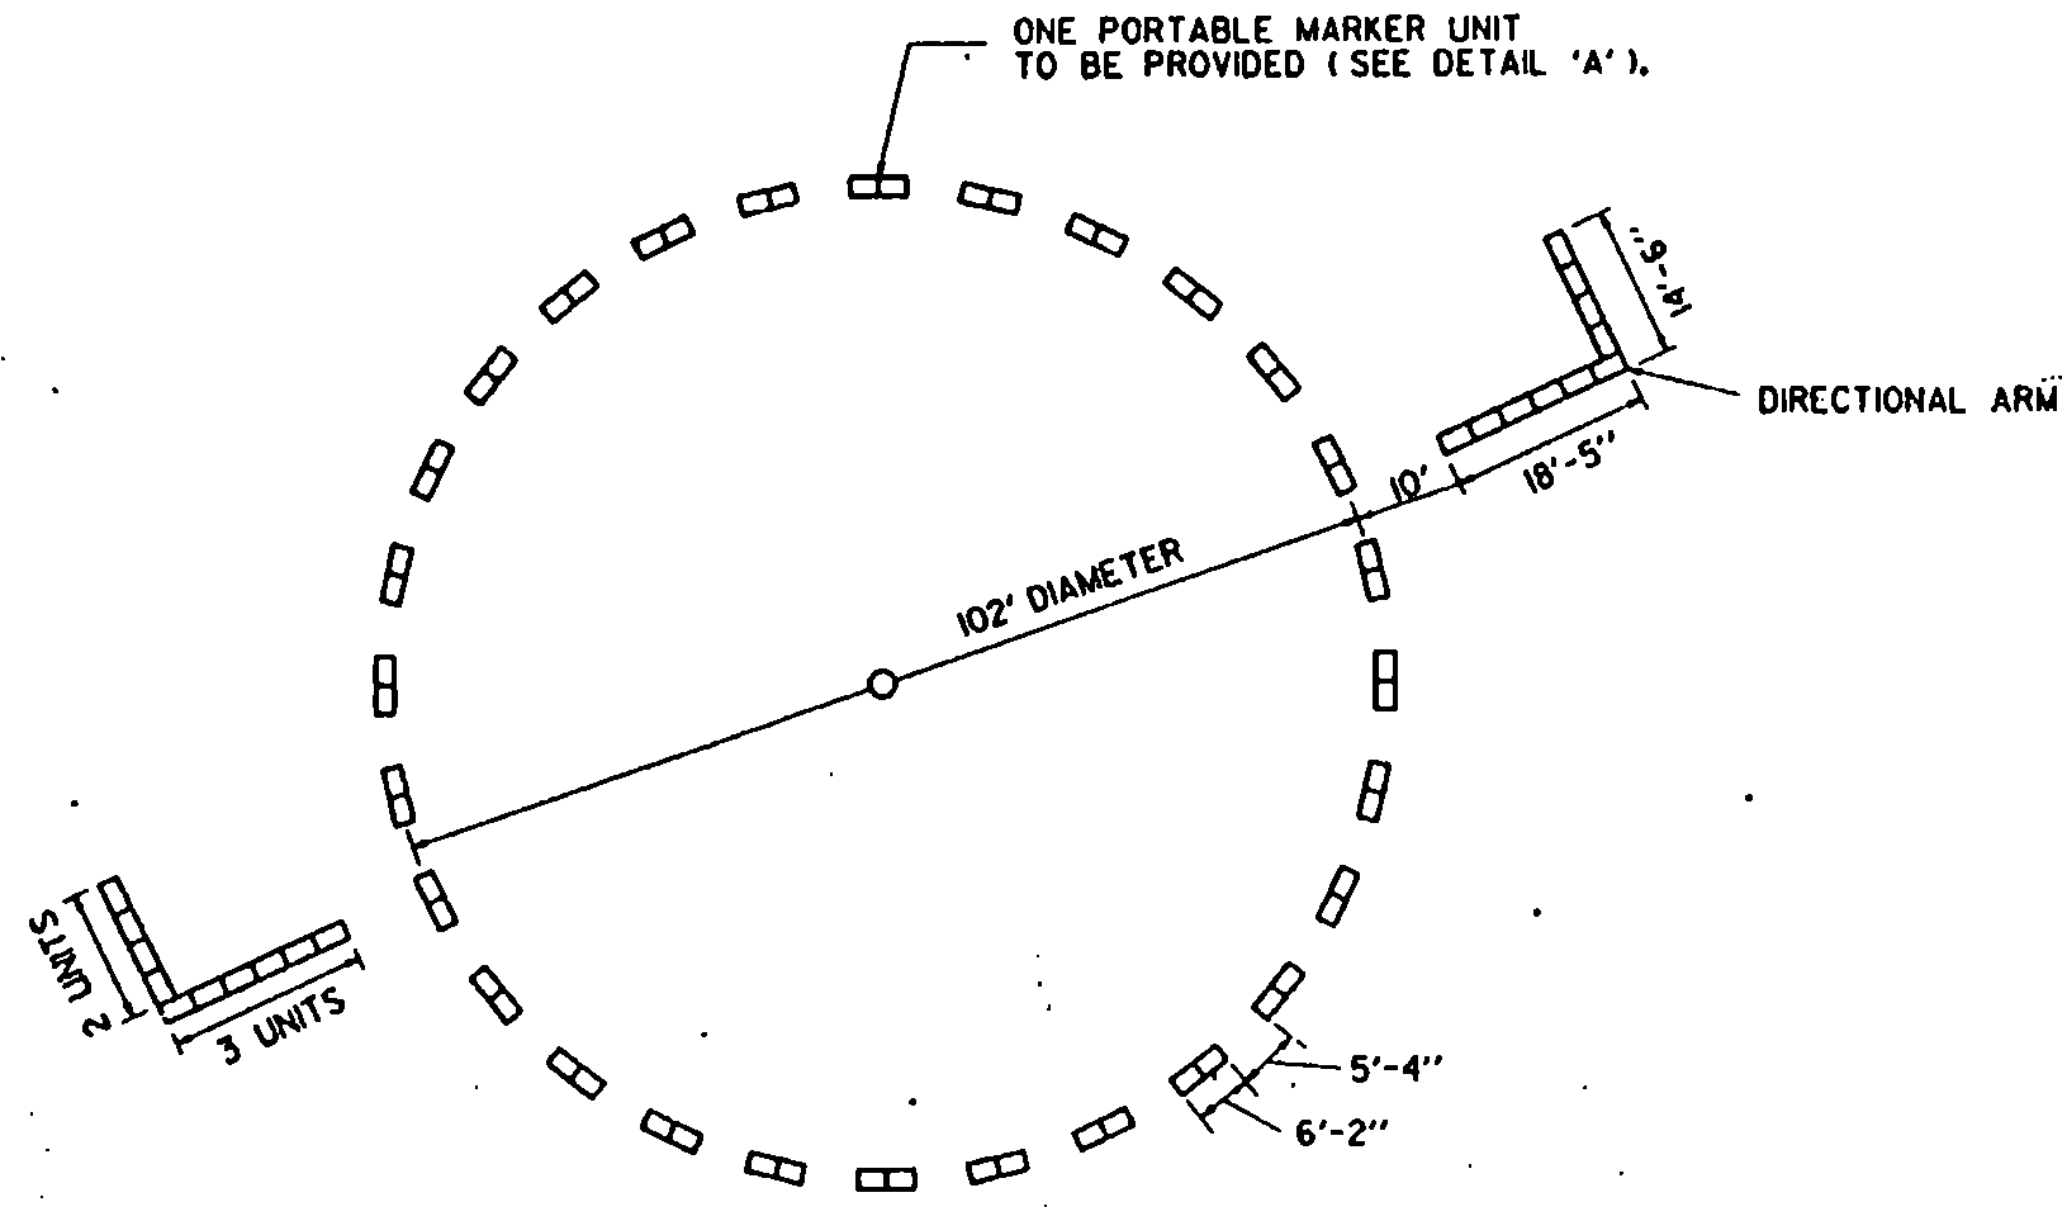 ONE PORTABLE MARKER UNIT
TO BE PROVIDED (SEE DETAIL 'A').
14'-6"
DIRECTIONAL ARM
18'-5"
10'
102' DIAMETER
2 UNITS
3 UNITS
5'-4"
6'-2"